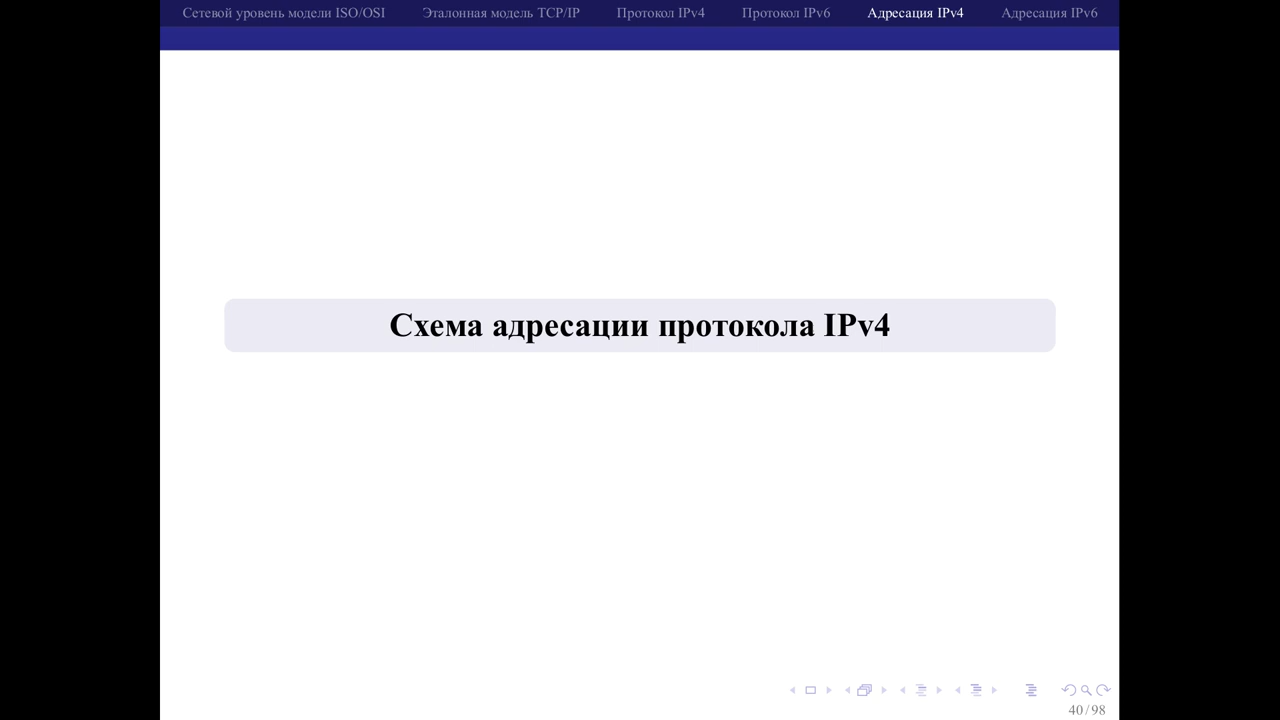 Сетевой уровень модели ISO/OSI Эталонная модель TCP/IP Протокол IPv4 Протокол IPv6 Адресация IPv4 Адресация IPv6
Схема адресации протокола IPv4
40 / 98